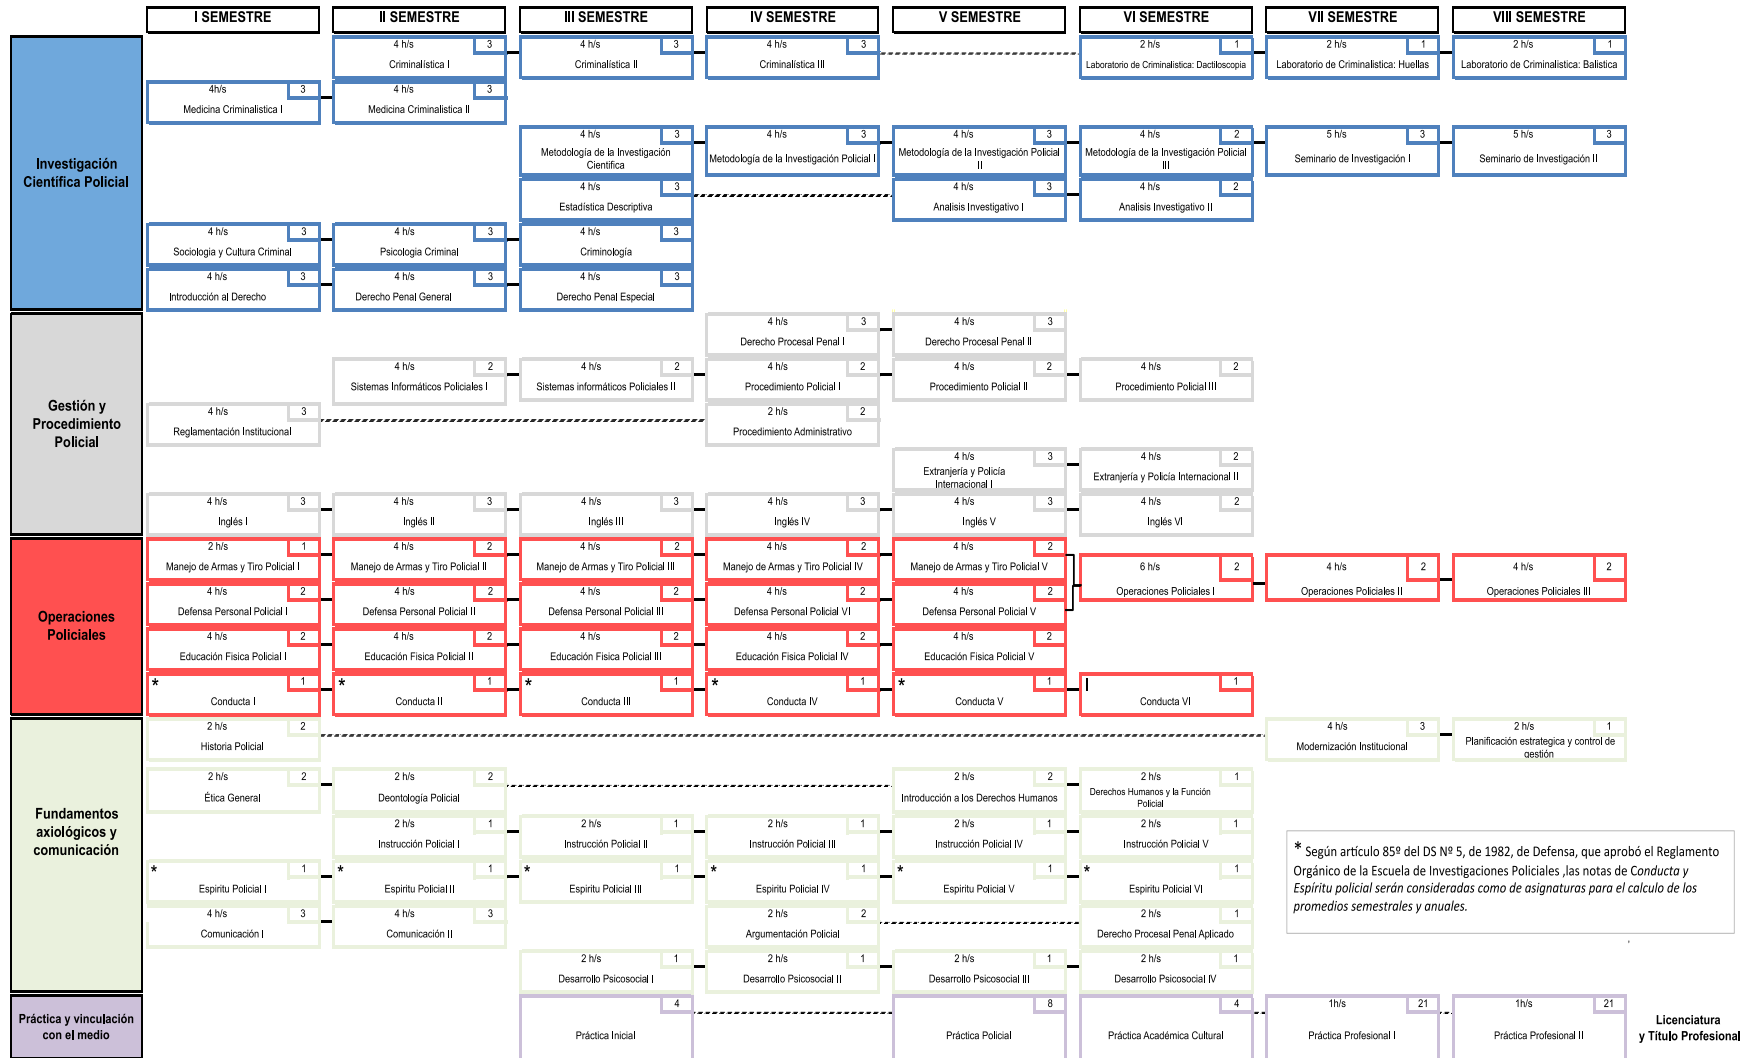 I SEMESTRE
II SEMESTRE
III SEMESTRE
IV SEMESTRE
V SEMESTRE
VI SEMESTRE
VII SEMESTRE
VIII SEMESTRE
Investigación
Científica Policial
4 h/s 3
Criminalística I
4 h/s 3
Criminalística II
4 h/s 3
Criminalística III
2 h/s 1
Laboratorio de Criminalistica: Dactiloscopia
2 h/s 1
Laboratorio de Criminalistica: Huellas
2 h/s 1
Laboratorio de Criminalistica: Balistica
4h/s 3
Medicina Criminalistica I
4 h/s 3
Medicina Criminalistica II
4 h/s 3
Metodología de la Investigación
Cientifica
4 h/s 3
Metodología de la Investigación Policial I
4 h/s 3
Metodología de la Investigación Policial
II
4 h/s 2
Metodología de la Investigación Policial
III
5 h/s 3
Seminario de Investigación I
5 h/s 3
Seminario de Investigación II
4 h/s 3
Estadística Descriptiva
4 h/s 3
Analisis Investigativo I
4 h/s 2
Analisis Investigativo II
4 h/s 3
Sociologia y Cultura Criminal
4 h/s 3
Psicologia Criminal
4 h/s 3
Criminología
4 h/s 3
Introducción al Derecho
4 h/s 3
Derecho Penal General
4 h/s 3
Derecho Penal Especial
Gestión y
Procedimiento
Policial
4 h/s 3
Derecho Procesal Penal I
4 h/s 3
Derecho Procesal Penal II
4 h/s 2
Sistemas Informáticos Policiales I
4 h/s 2
Sistemas informáticos Policiales II
4 h/s 2
Procedimiento Policial I
4 h/s 2
Procedimiento Policial II
4 h/s 2
Procedimiento Policial III
4 h/s 3
Reglamentación Institucional
2 h/s 2
Procedimiento Administrativo
4 h/s 3
Extranjería y Policía
Internacional I
4 h/s 2
Extranjería y Policía Internacional II
4 h/s 3
Inglés I
4 h/s 3
Inglés II
4 h/s 3
Inglés III
4 h/s 3
Inglés IV
4 h/s 3
Inglés V
4 h/s 2
Inglés VI
Operaciones
Policiales
2 h/s 1
Manejo de Armas y Tiro Policial I
4 h/s 2
Manejo de Armas y Tiro Policial II
4 h/s 2
Manejo de Armas y Tiro Policial III
4 h/s 2
Manejo de Armas y Tiro Policial IV
4 h/s 2
Manejo de Armas y Tiro Policial V
6 h/s 2
Operaciones Policiales I
4 h/s 2
Operaciones Policiales II
4 h/s 2
Operaciones Policiales III
4 h/s 2
Defensa Personal Policial I
4 h/s 2
Defensa Personal Policial II
4 h/s 2
Defensa Personal Policial III
4 h/s 2
Defensa Personal Policial VI
4 h/s 2
Defensa Personal Policial V
4 h/s 2
Educación Fisica Policial I
4 h/s 2
Educación Fisica Policial II
4 h/s 2
Educación Fisica Policial III
4 h/s 2
Educación Fisica Policial IV
4 h/s 2
Educación Fisica Policial V
* 1
Conducta I
* 1
Conducta II
* 1
Conducta III
* 1
Conducta IV
* 1
Conducta V
| 1
Conducta VI
Fundamentos
axiológicos y
comunicación
2 h/s 2
Historia Policial
4 h/s 3
Modernización Institucional
2 h/s 1
Planificación estrategica y control de
gestión
2 h/s 2
Ética General
2 h/s 2
Deontología Policial
2 h/s 2
Introducción a los Derechos Humanos
2 h/s 1
Derechos Humanos y la Función
Policial
2 h/s 1
Instrucción Policial I
2 h/s 1
Instrucción Policial II
2 h/s 1
Instrucción Policial III
2 h/s 1
Instrucción Policial IV
2 h/s 1
Instrucción Policial V
* 1
Espiritu Policial I
* 1
Espiritu Policial II
* 1
Espiritu Policial III
* 1
Espiritu Policial IV
* 1
Espiritu Policial V
* 1
Espiritu Policial VI
4 h/s 3
Comunicación I
4 h/s 3
Comunicación II
2 h/s 2
Argumentación Policial
2 h/s 1
Derecho Procesal Penal Aplicado
2 h/s 1
Desarrollo Psicosocial I
2 h/s 1
Desarrollo Psicosocial II
2 h/s 1
Desarrollo Psicosocial III
2 h/s 1
Desarrollo Psicosocial IV
* Según artículo 85º del DS Nº 5, de 1982, de Defensa, que aprobó el Reglamento
Orgánico de la Escuela de Investigaciones Policiales ,las notas de Conducta y
Espíritu policial serán consideradas como de asignaturas para el calculo de los
promedios semestrales y anuales.
Práctica y vinculación
con el medio
4
Práctica Inicial
8
Práctica Policial
4
Práctica Académica Cultural
1h/s 21
Práctica Profesional I
1h/s 21
Práctica Profesional II
Licenciatura
y Título Profesional